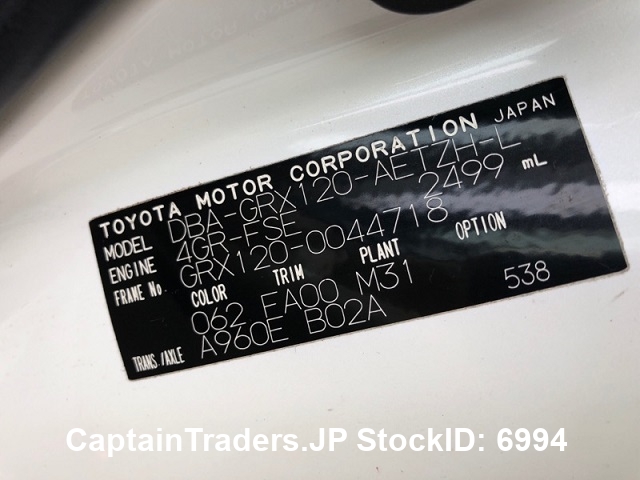 TOYOTA MOTOR CORPORATION JAPAN
MODEL DBA-GRX120-AETZH-L
ENGINE 4GR-FSE 2499 mL
FRAME No. GRX120-0044718
COLOR TRIM PLANT OPTION
062 FA00 M31 538
TRANS./AXLE A960E B02A
CaptainTraders.JP StockID: 6994